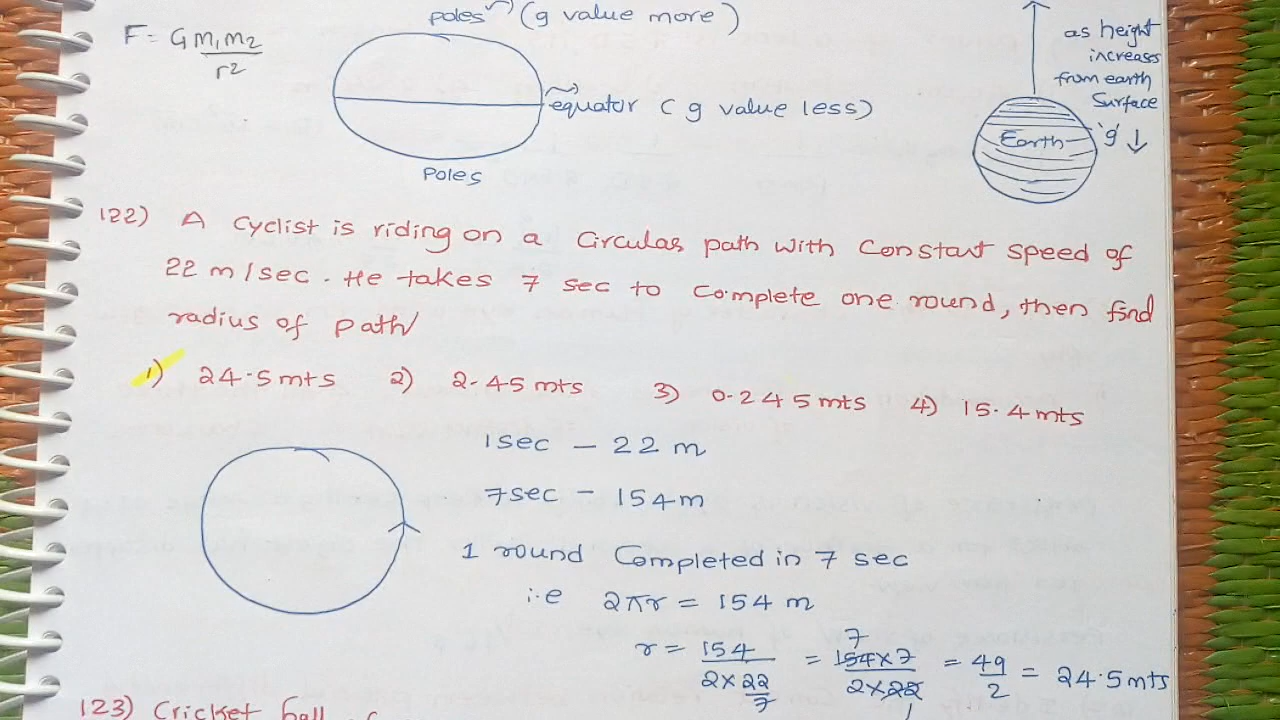 poles (g value more)
F = G m₁m₂ / r²
equator (g value less)
poles
as height
increases
from earth
surface
'g' ↓
Earth
122) A cyclist is riding on a circular path with constant speed of
22 m/sec. He takes 7 sec to complete one round, then find
radius of path
1) 24.5 mts 2) 2.45 mts 3) 0.245 mts 4) 15.4 mts
1sec - 22 m
7sec - 154 m
1 round completed in 7 sec
i.e 2πr = 154 m
r = 154 / (2 × 22/7) = 154 × 7 / (2 × 22) = 49/2 = 24.5 mts
7
1
123) Cricket ball